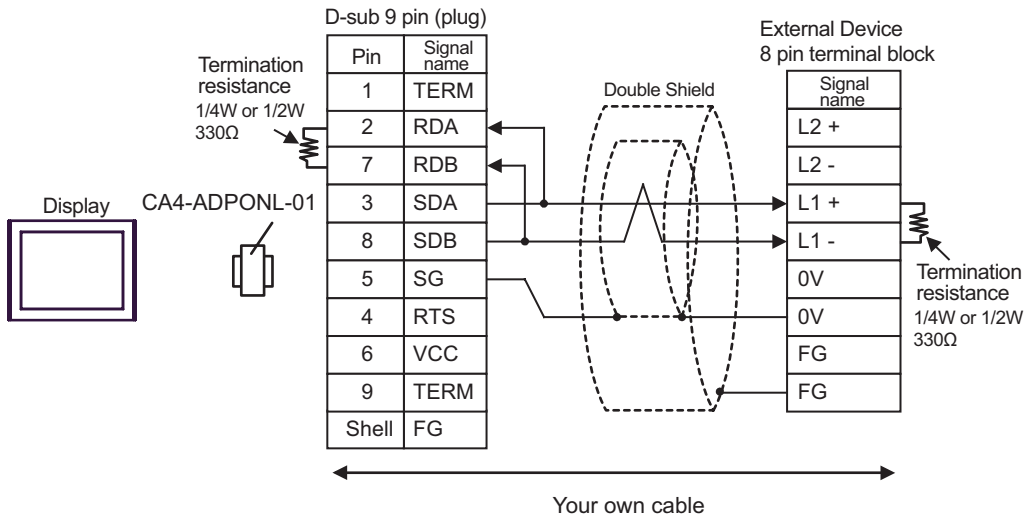 D-sub 9 pin (plug)
Pin Signal name
1 TERM
2 RDA
7 RDB
3 SDA
8 SDB
5 SG
4 RTS
6 VCC
9 TERM
Shell FG
Termination
resistance
1/4W or 1/2W
330Ω
Display
CA4-ADPONL-01
Double Shield
External Device
8 pin terminal block
Signal
name
L2 +
L2 -
L1 +
L1 -
0V
0V
FG
FG
Termination
resistance
1/4W or 1/2W
330Ω
Your own cable